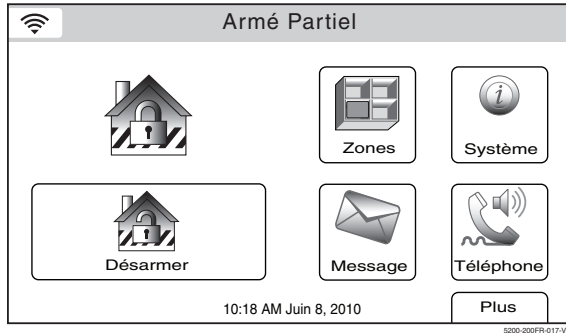 Armé Partiel
Zones
Système
Désarmer
Message
Téléphone
10:18 AM Juin 8, 2010
Plus
5200-200FR-017-V